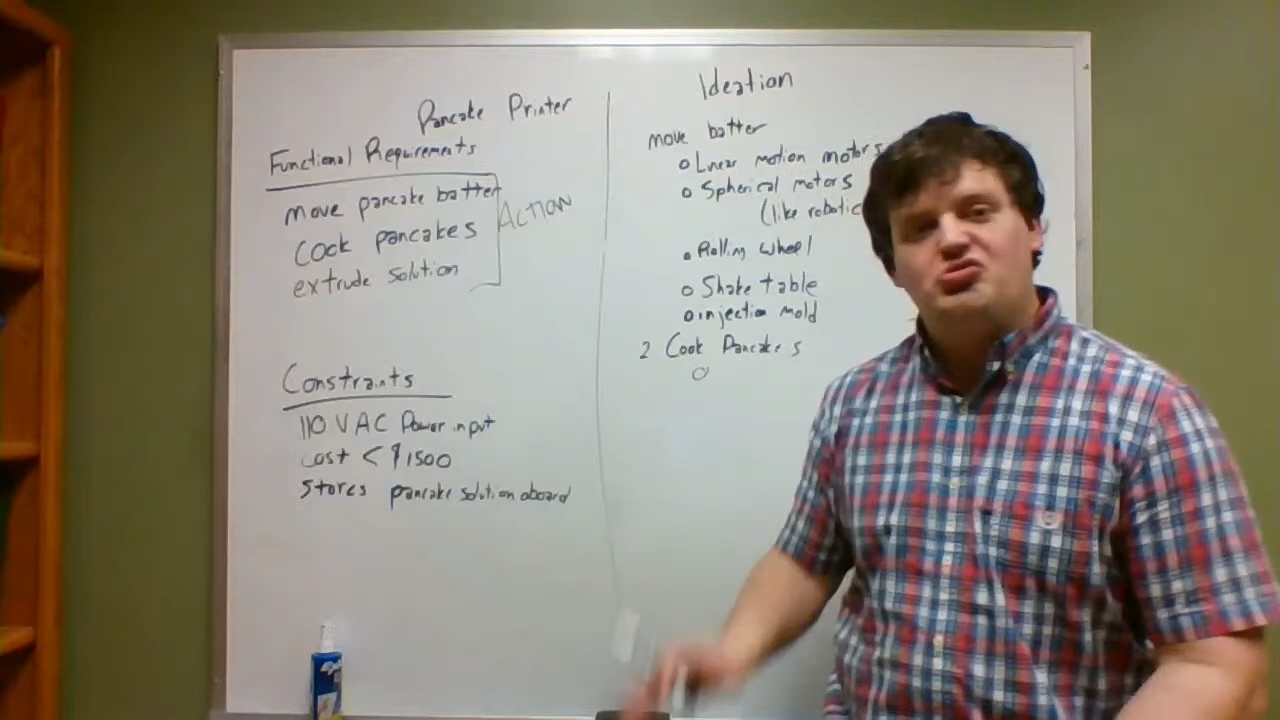 Pancake Printer
Functional Requirements
move pancake batter
cook pancakes
extrude solution
ACTION
Constraints
110 VAC Power input
cost < $1500
stores pancake solution aboard
Ideation
move batter
o Linear motion motors
o Spherical motors
(like robotic
o Rolling wheel
o Shake table
o injection mold
2 Cook Pancakes
o